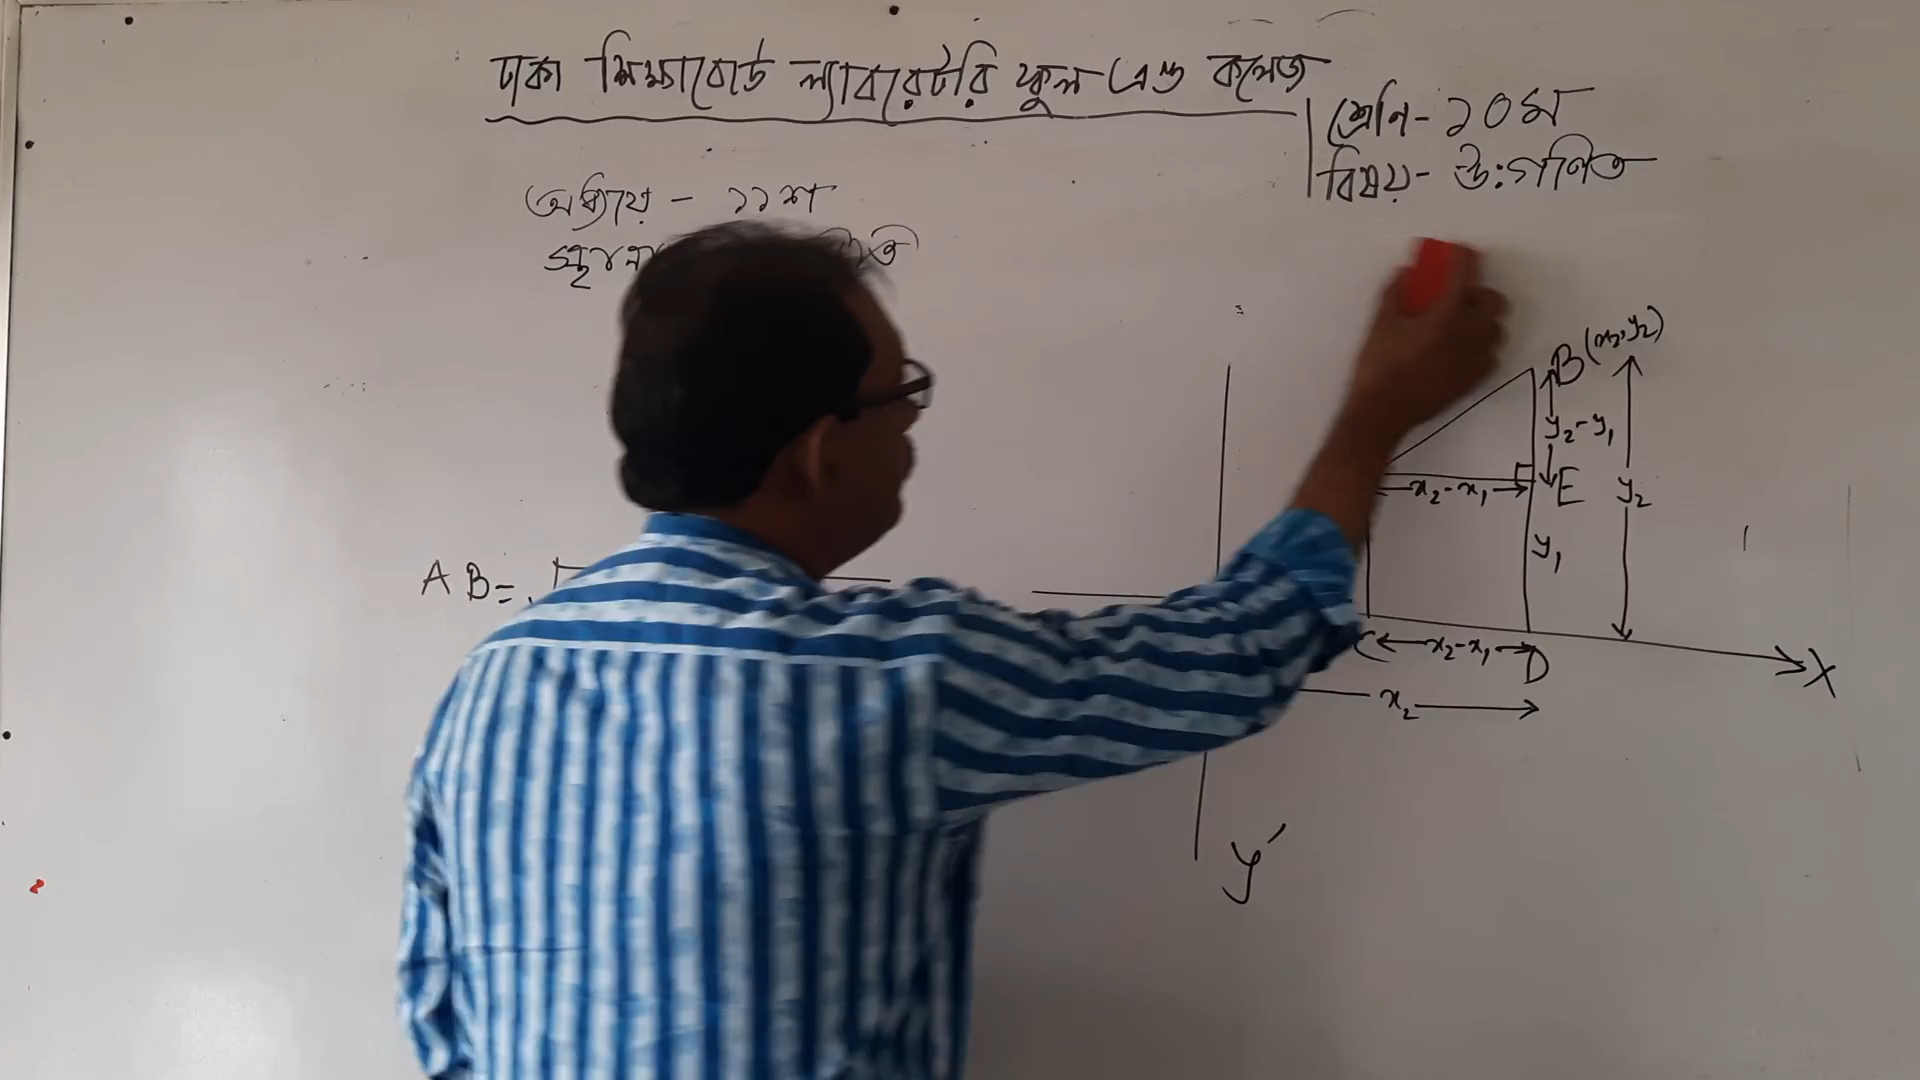 ঢাকা শিক্ষাবোর্ড ল্যাবরেটরি স্কুল এন্ড কলেজ
শ্রেণি- ১০ম
বিষয়- উঃগণিত
অধ্যায় - ১১শ
B(x₂,y₂)
y₂-y₁
x₂-x₁
E
y₂
y₁
AB=
C
x₂-x₁
D
X
x₂
y′